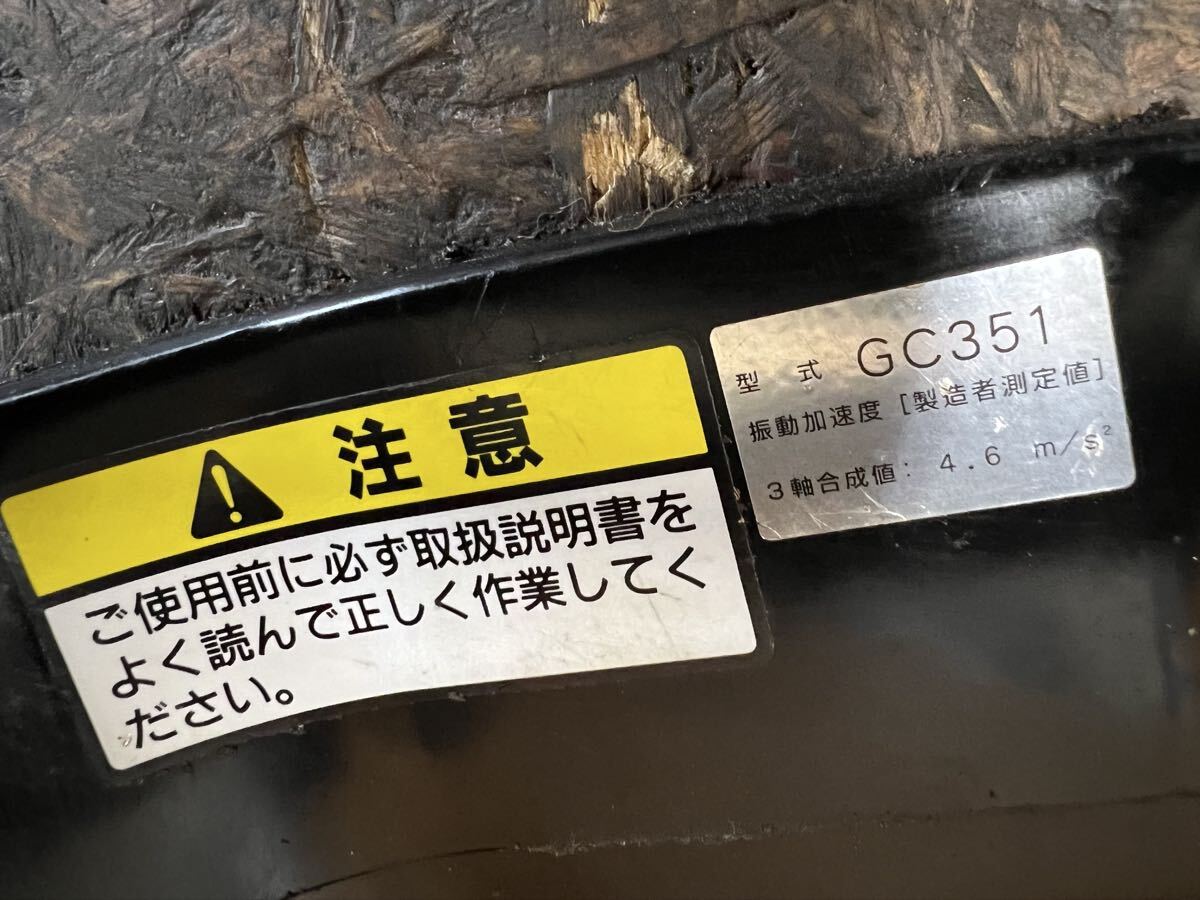 注意
ご使用前に必ず取扱説明書を
よく読んで正しく作業してく
ださい。
型 式 GC351
振動加速度 [製造者測定値]
3軸合成値: 4.6 m/s²